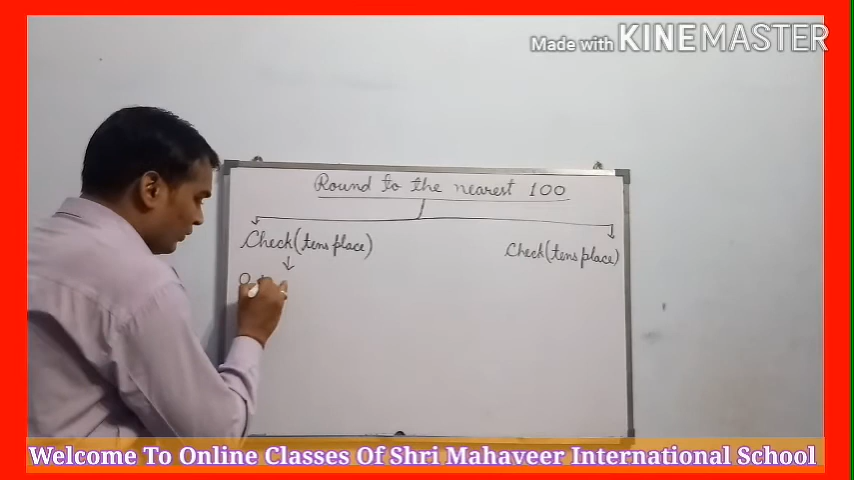 Made with KINEMASTER
Round to the nearest 100
Check(tens place)
Check(tens place)
Welcome To Online Classes Of Shri Mahaveer International School